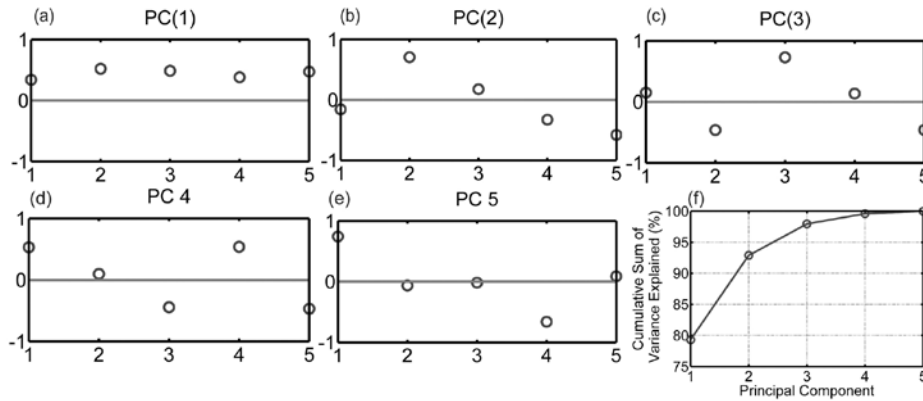 (a) PC(1)
1
0
-1
1 2 3 4 5
(b) PC(2)
1
0
-1
1 2 3 4 5
(c) PC(3)
1
0
-1
1 2 3 4 5
(d) PC 4
1
0
-1
1 2 3 4 5
(e) PC 5
1
0
-1
1 2 3 4 5
(f)
Cumulative Sum of
Variance Explained (%)
100
95
90
85
80
75
1 2 3 4 5
Principal Component